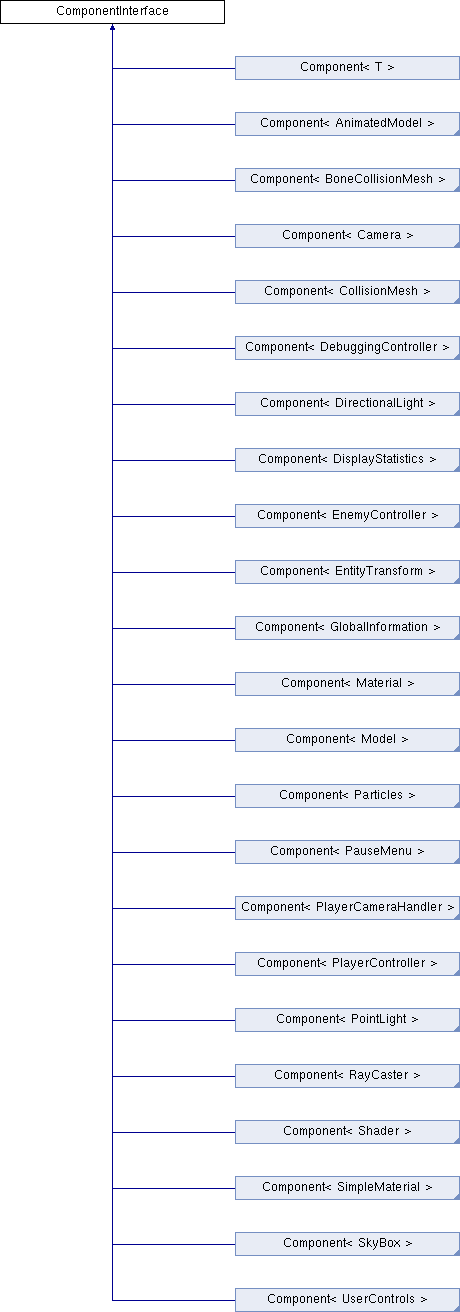 ComponentInterface
Component< T >
Component< AnimatedModel >
Component< BoneCollisionMesh >
Component< Camera >
Component< CollisionMesh >
Component< DebuggingController >
Component< DirectionalLight >
Component< DisplayStatistics >
Component< EnemyController >
Component< EntityTransform >
Component< GlobalInformation >
Component< Material >
Component< Model >
Component< Particles >
Component< PauseMenu >
Component< PlayerCameraHandler >
Component< PlayerController >
Component< PointLight >
Component< RayCaster >
Component< Shader >
Component< SimpleMaterial >
Component< SkyBox >
Component< UserControls >